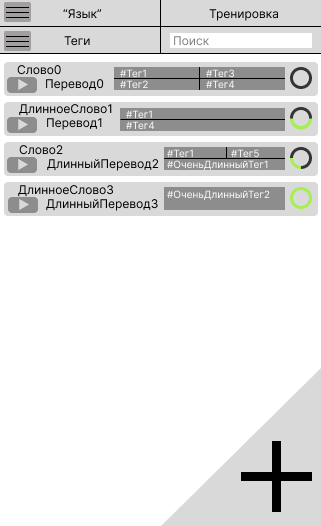 “Язык” Тренировка
Теги Поиск
Слово0 #Тег1 #Тег3
Перевод0 #Тег2 #Тег4
ДлинноеСлово1 #Тег1
Перевод1 #Тег4
Слово2 #Тег1 #Тег5
ДлинныйПеревод2 #ОченьДлинныйТег1
ДлинноеСлово3 #ОченьДлинныйТег2
ДлинныйПеревод3